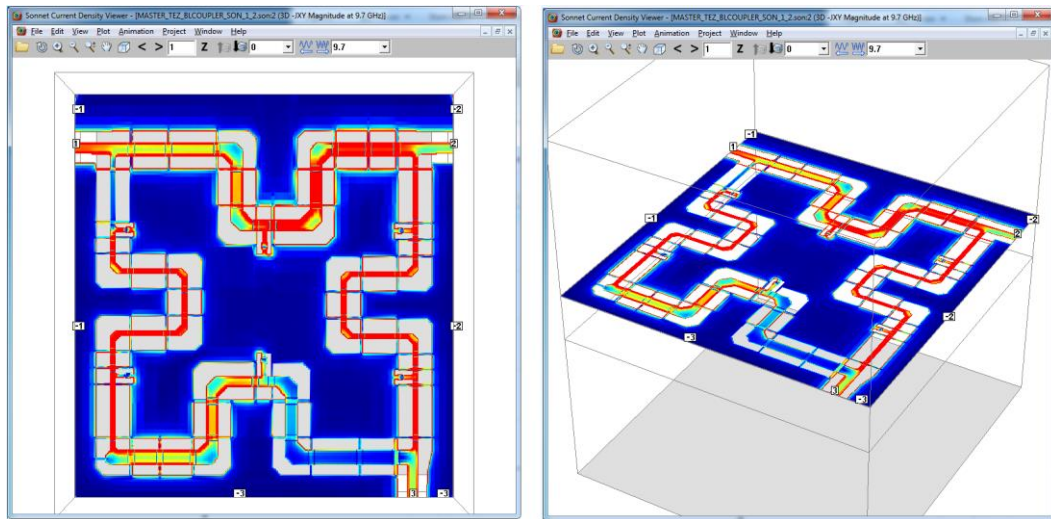 Sonnet Current Density Viewer - [MASTER_TEZ_BLCOUPLER_SON_1_2.son:2 (3D -JXY Magnitude at 9.7 GHz)]
File Edit View Plot Animation Project Window Help
1 Z 0 9.7
-1 -2
1 2
-1 -2
-3 3 -3
Sonnet Current Density Viewer - [MASTER_TEZ_BLCOUPLER_SON_1_2.son:2 (3D -JXY Magnitude at 9.7 GHz)]
File Edit View Plot Animation Project Window Help
1 Z 0 9.7
-1
1
-1 -2
2
-2
-3
3 -3